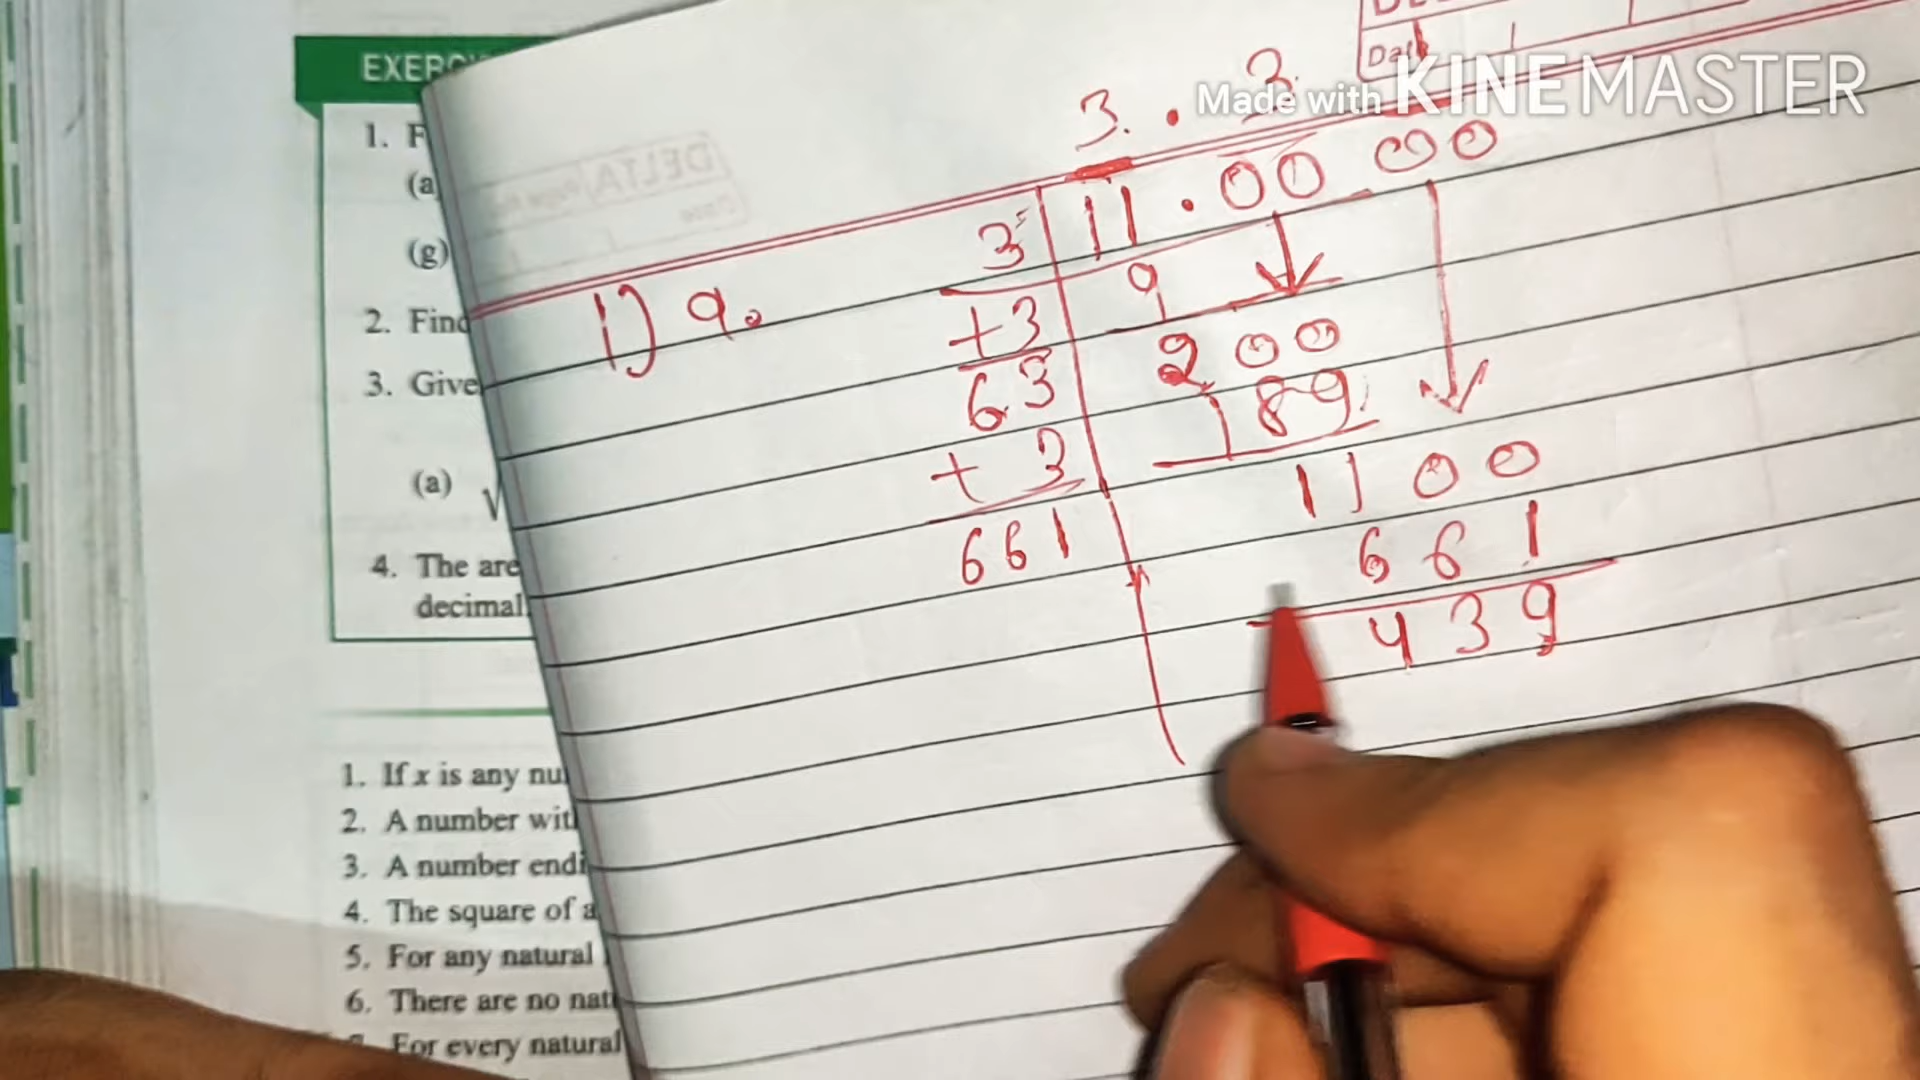 Made with KINEMASTER
Date
3 . 3
3 11.00 00
1) a.
+3 9
63 200
+ 3 189
661 1100
661
439
DELTA
1. F
(a
(g)
2. Find
3. Give
(a) √
4. The are
decimal.
1. If x is any nu
2. A number with
3. A number endi
4. The square of a
5. For any natural
6. There are no nat
For every natural